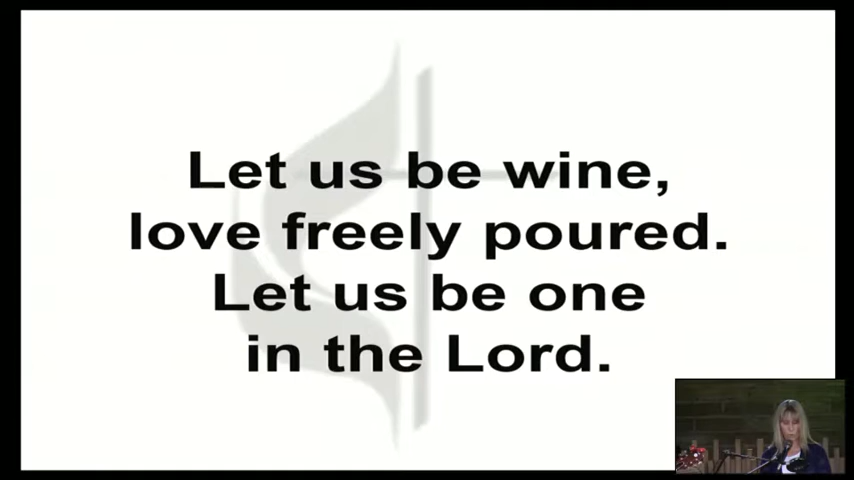 Let us be wine,
love freely poured.
Let us be one
in the Lord.